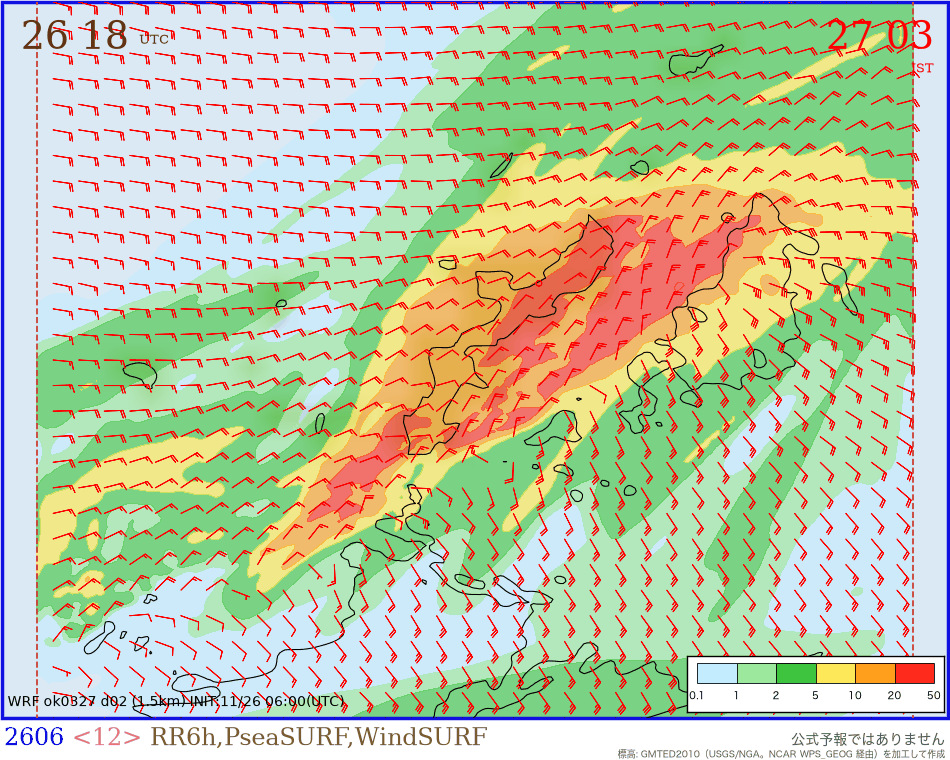 26 18 UTC
27 03
JST
WRF ok0327 d02 (1.5km) INIT:11/26 06:00(UTC)
0.1 1 2 5 10 20 50
2606 <12> RR6h,PseaSURF,WindSURF
公式予報ではありません
標高: GMTED2010（USGS/NGA。NCAR WPS_GEOG 経由）を加工して作成